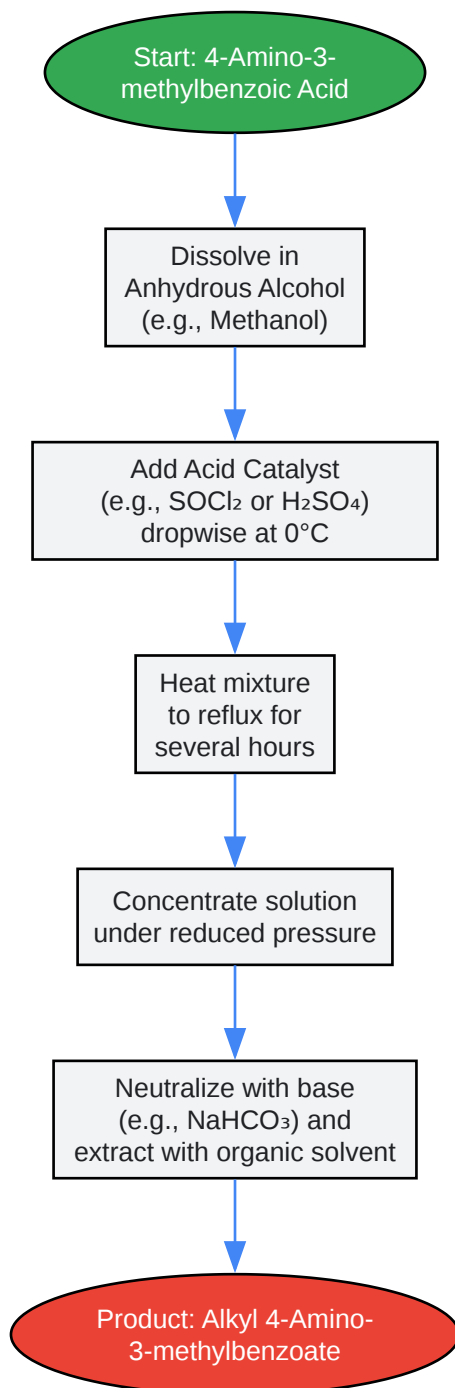 Start: 4-Amino-3-
methylbenzoic Acid
Dissolve in
Anhydrous Alcohol
(e.g., Methanol)
Add Acid Catalyst
(e.g., SOCl₂ or H₂SO₄)
dropwise at 0°C
Heat mixture
to reflux for
several hours
Concentrate solution
under reduced pressure
Neutralize with base
(e.g., NaHCO₃) and
extract with organic solvent
Product: Alkyl 4-Amino-
3-methylbenzoate